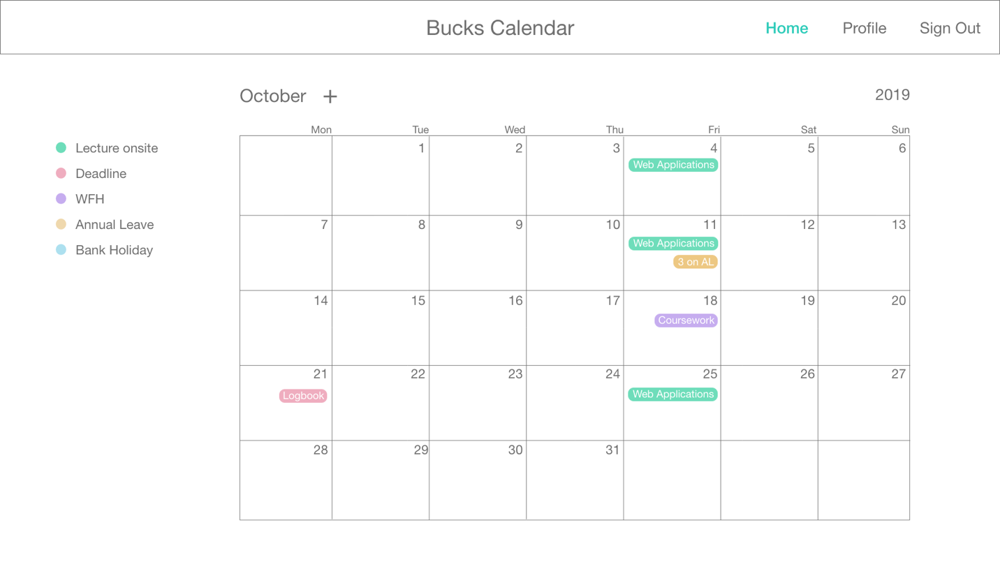 Bucks Calendar
Home Profile Sign Out
October + 2019
Mon Tue Wed Thu Fri Sat Sun
Lecture onsite
Deadline
WFH
Annual Leave
Bank Holiday
1 2 3 4 5 6
Web Applications
7 8 9 10 11 12 13
Web Applications
3 on AL
14 15 16 17 18 19 20
Coursework
21 22 23 24 25 26 27
Logbook Web Applications
28 29 30 31